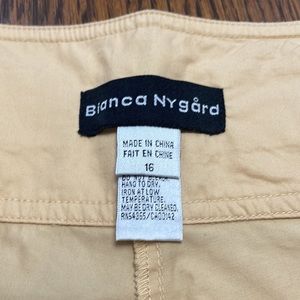 Bianca Nygård
MADE IN CHINA
FAIT EN CHINE
16
HAND TO DRY.
IRON AT LOW
TEMPERATURE.
MAY BE DRY CLEANED.